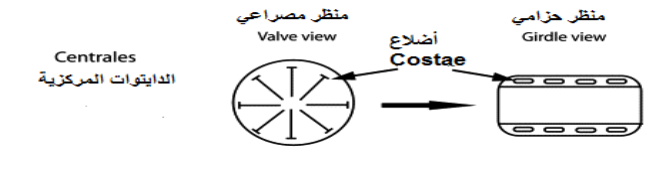 منظر مصراعي
Valve view
منظر حزامي
Girdle view
أضلاع
Costae
Centrales
الدايتوات المركزية